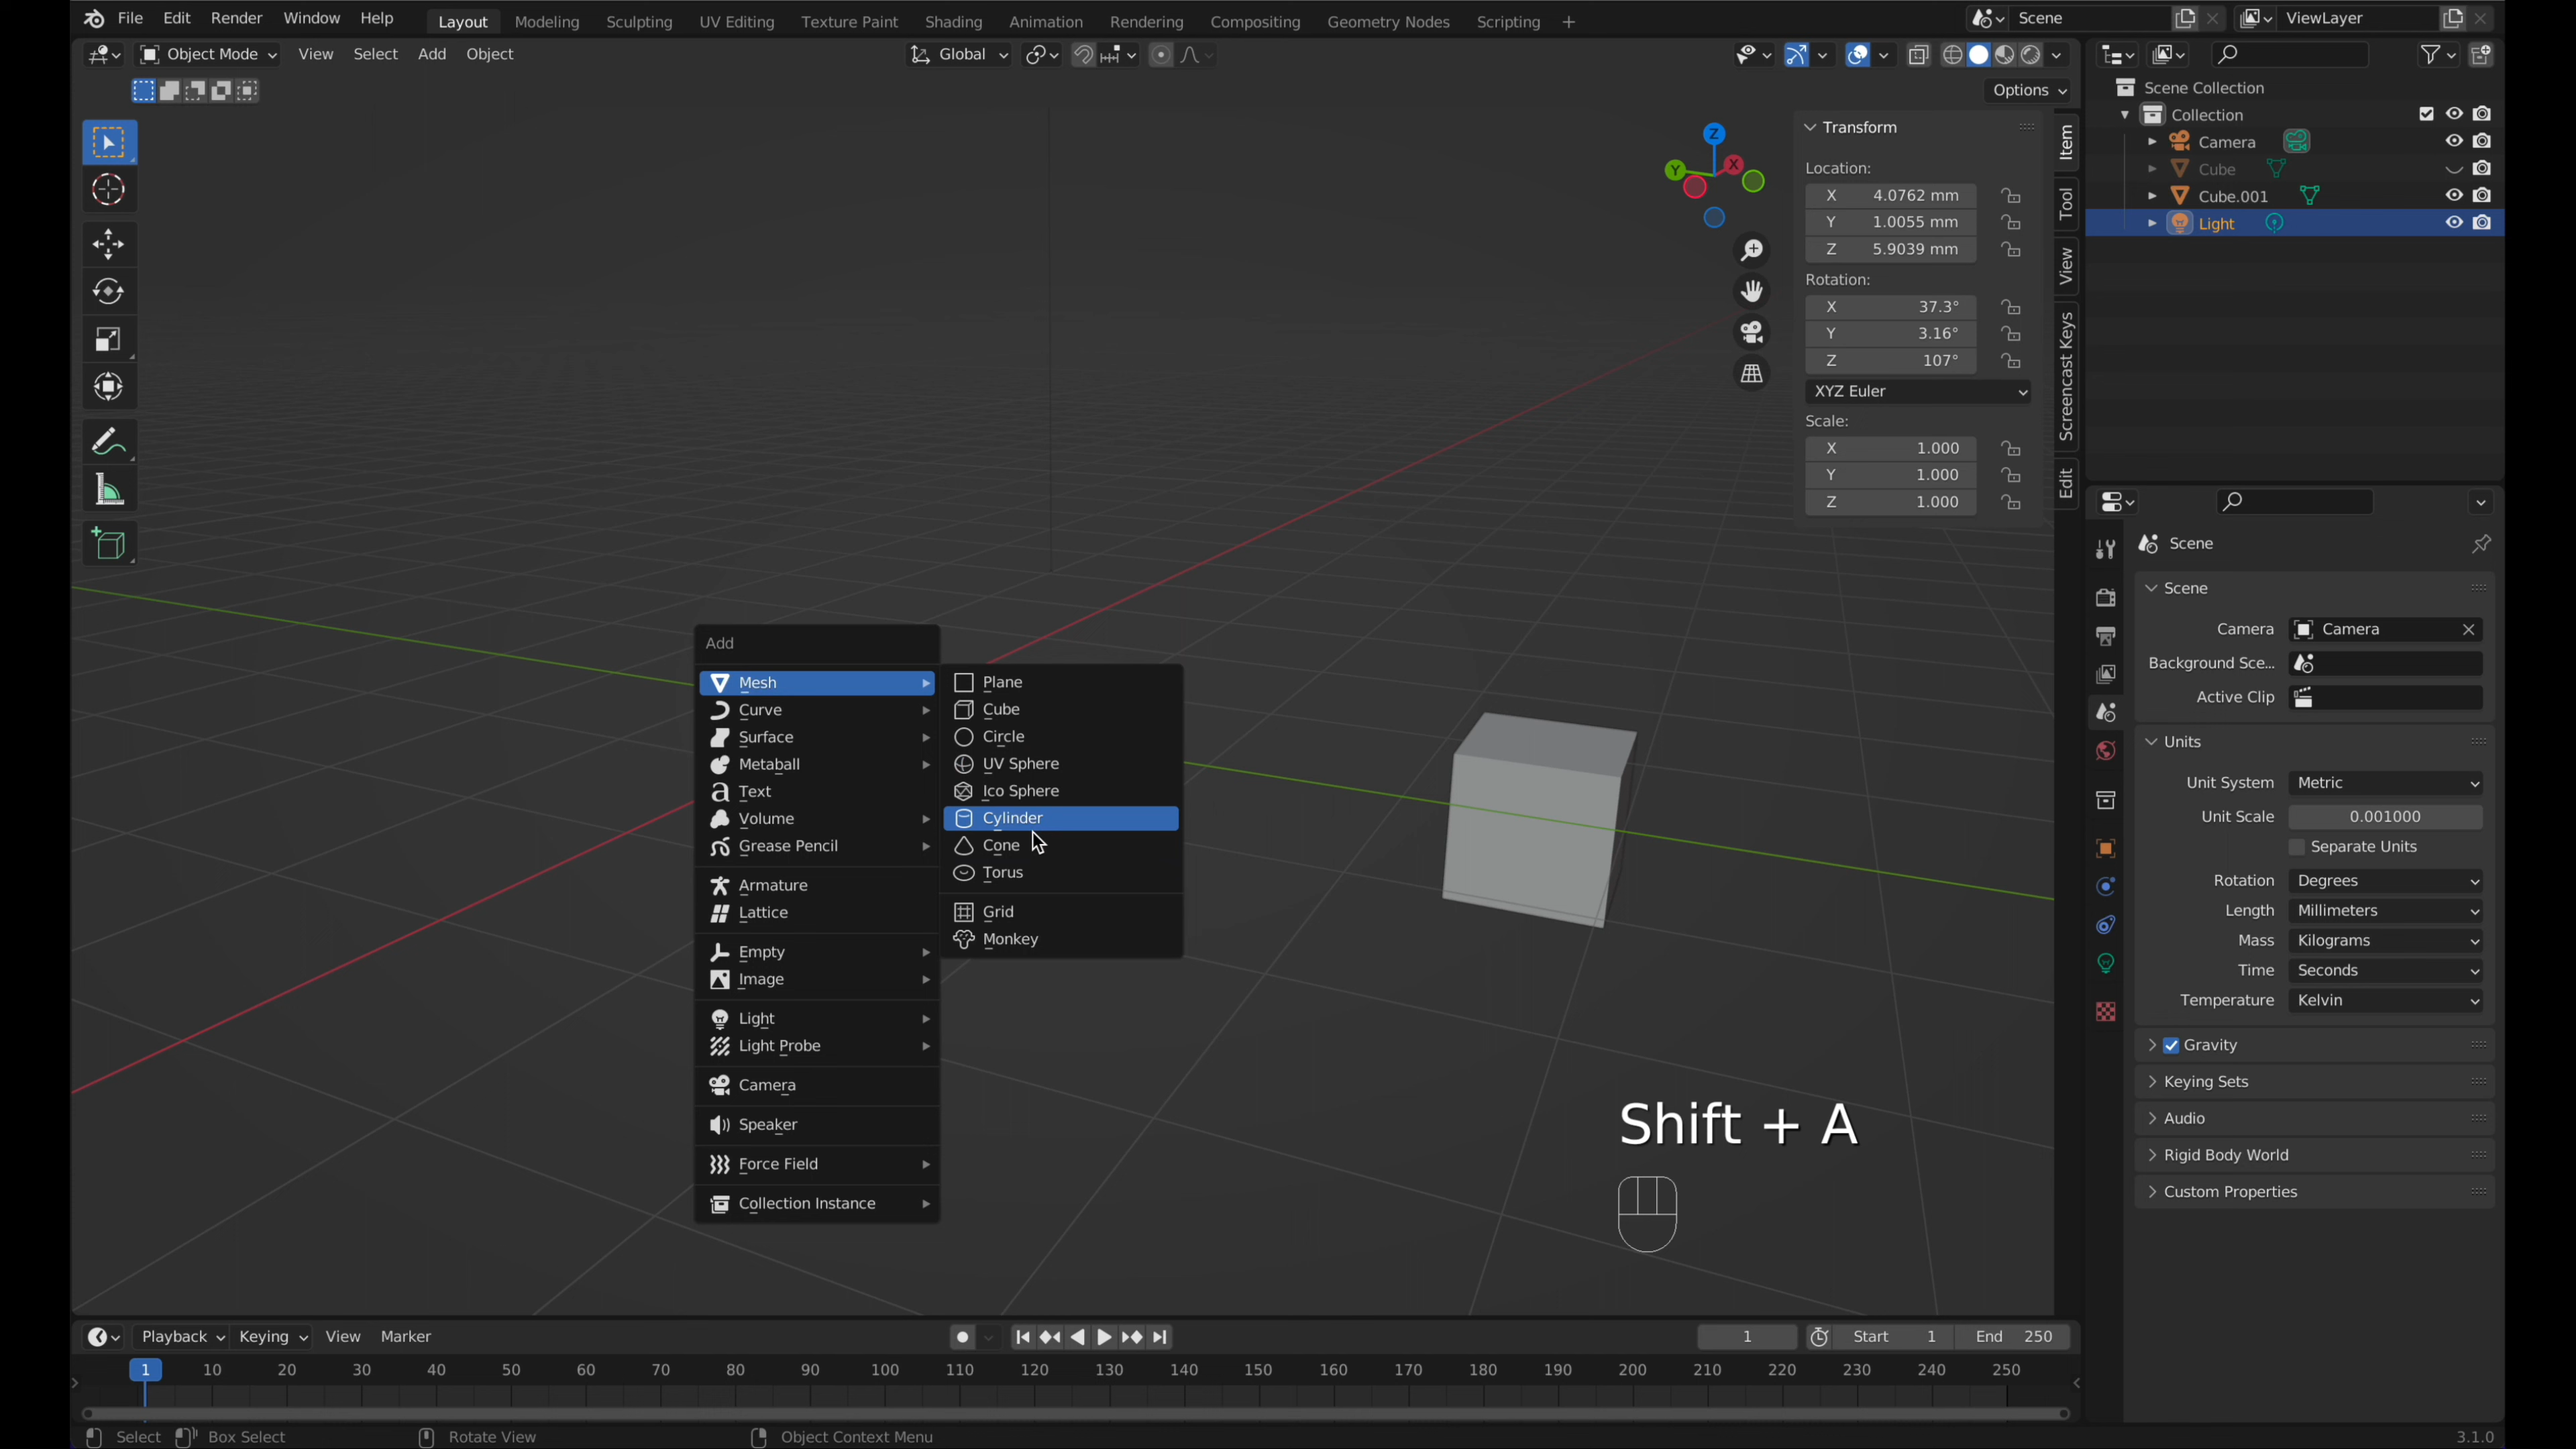 File Edit Render Window Help Layout Modeling Sculpting UV Editing Texture Paint Shading Animation Rendering Compositing Geometry Nodes Scripting + Scene ViewLayer
Object Mode View Select Add Object Global
Options
Transform
Location:
X 4.0762 mm
Y 1.0055 mm
Z 5.9039 mm
Rotation:
X 37.3°
Y 3.16°
Z 107°
XYZ Euler
Scale:
X 1.000
Y 1.000
Z 1.000
Z
Y
X
Item
Tool
View
Screencast Keys
Edit
Scene Collection
Collection
Camera
Cube
Cube.001
Light
Scene
Scene
Camera Camera
Background Sce...
Active Clip
Units
Unit System Metric
Unit Scale 0.001000
Separate Units
Rotation Degrees
Length Millimeters
Mass Kilograms
Time Seconds
Temperature Kelvin
Gravity
Keying Sets
Audio
Rigid Body World
Custom Properties
Add
Mesh
Curve
Surface
Metaball
Text
Volume
Grease Pencil
Armature
Lattice
Empty
Image
Light
Light Probe
Camera
Speaker
Force Field
Collection Instance
Plane
Cube
Circle
UV Sphere
Ico Sphere
Cylinder
Cone
Torus
Grid
Monkey
Shift + A
Playback Keying View Marker 1 Start 1 End 250
1 10 20 30 40 50 60 70 80 90 100 110 120 130 140 150 160 170 180 190 200 210 220 230 240 250
Select Box Select Rotate View Object Context Menu 3.1.0